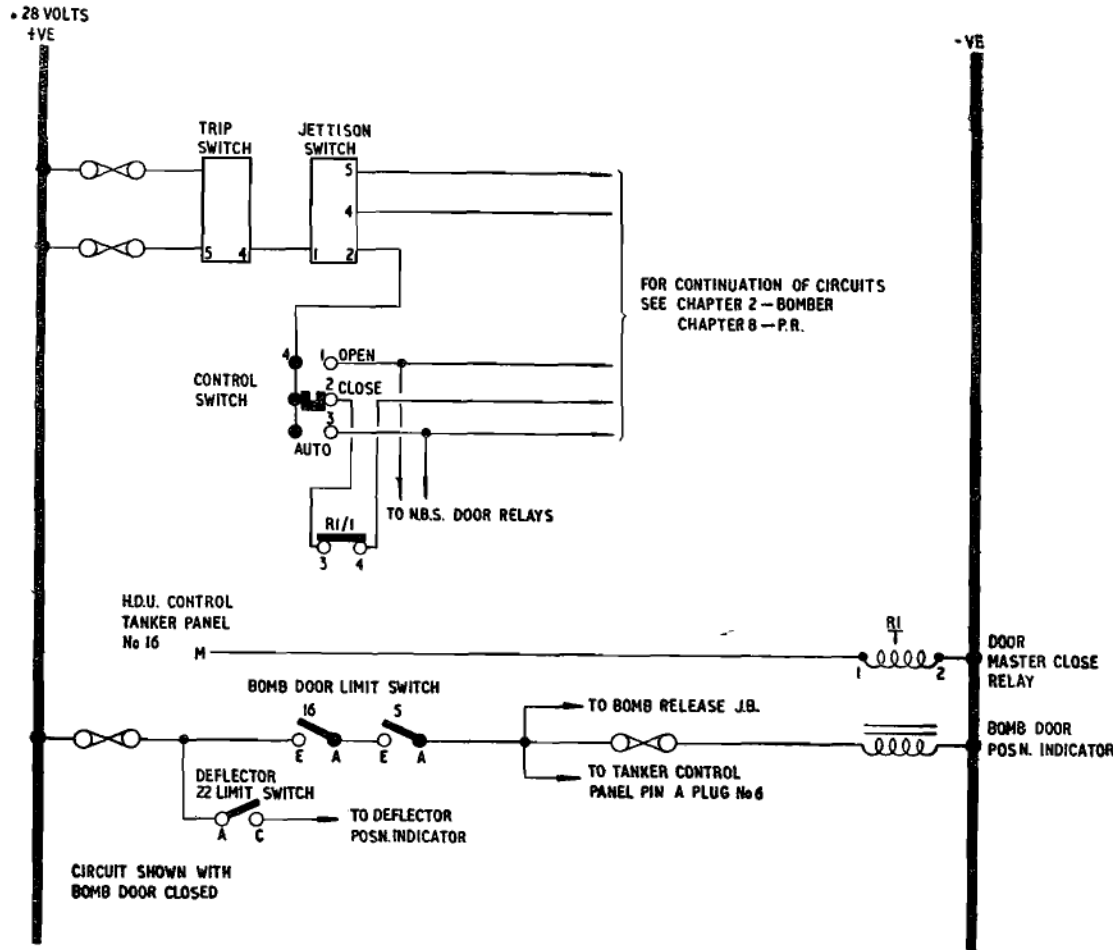 28 VOLTS
+VE
-VE
TRIP
SWITCH
JETTISON
SWITCH
5
4
5 4
1 2
FOR CONTINUATION OF CIRCUITS
SEE CHAPTER 2 — BOMBER
CHAPTER 8 — P.R.
CONTROL
SWITCH
4
1 OPEN
2 CLOSE
3
AUTO
TO N.B.S. DOOR RELAYS
R1/1
3 4
H.D.U. CONTROL
TANKER PANEL
No 16
M
R1
1 2
DOOR
MASTER CLOSE
RELAY
BOMB DOOR LIMIT SWITCH
16 5
E A E A
TO BOMB RELEASE J.B.
BOMB DOOR
POSN. INDICATOR
TO TANKER CONTROL
PANEL PIN A PLUG No 6
DEFLECTOR
22 LIMIT SWITCH
A C
TO DEFLECTOR
POSN. INDICATOR
CIRCUIT SHOWN WITH
BOMB DOOR CLOSED